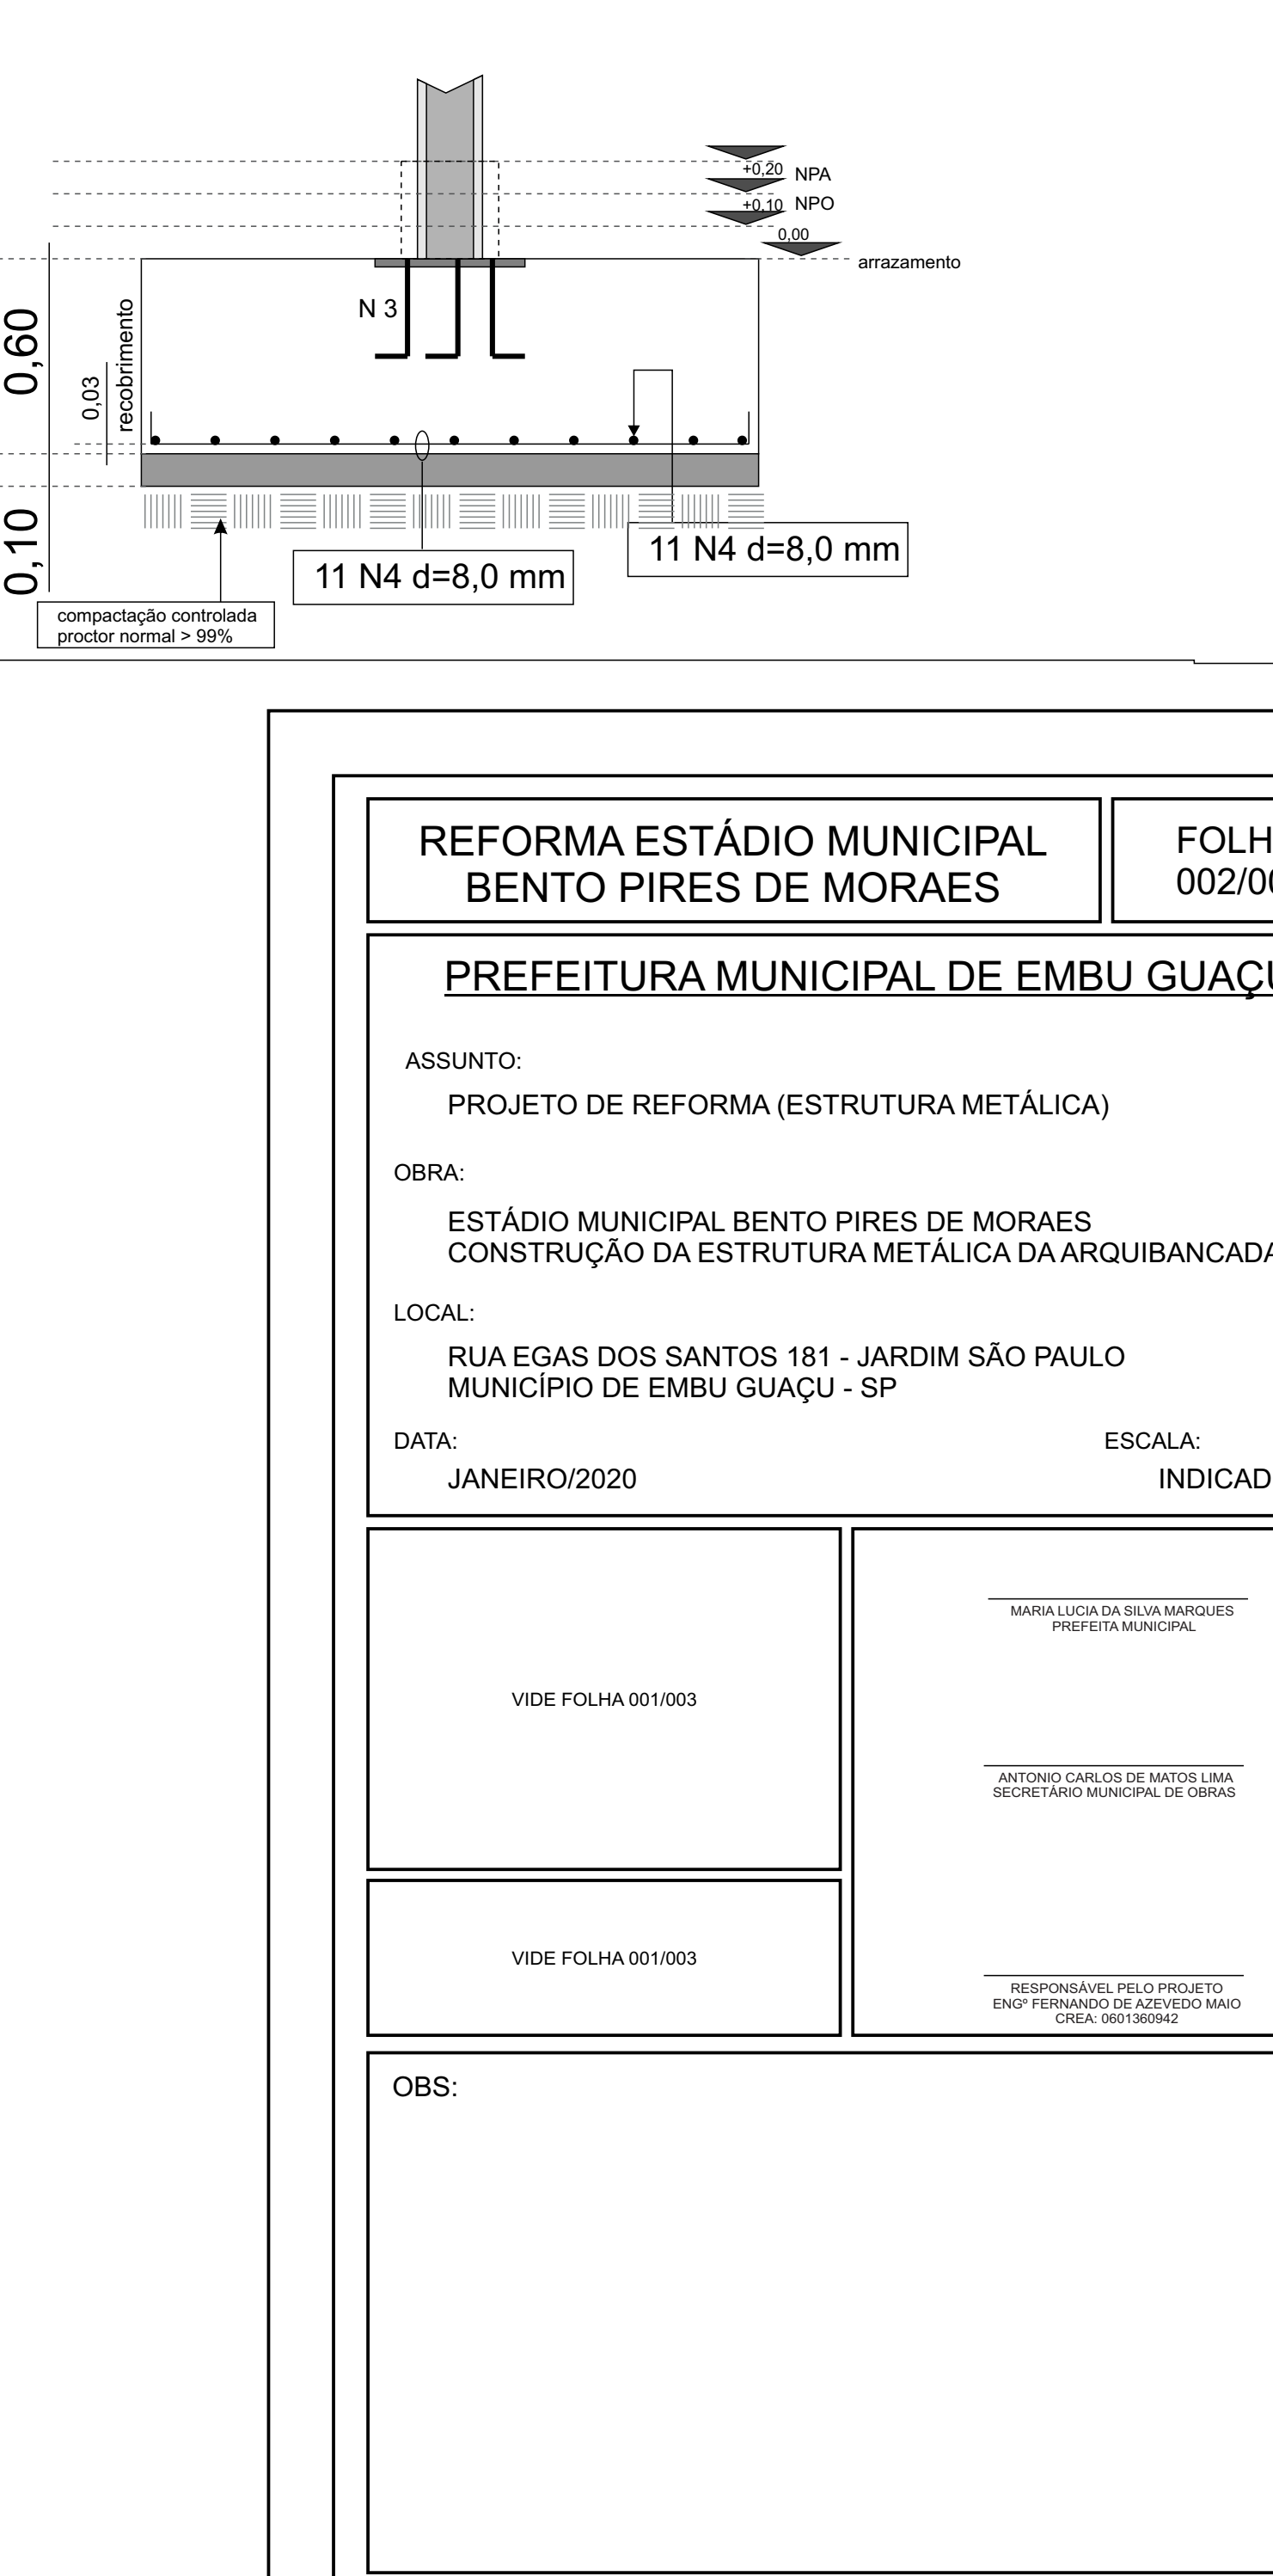 +0,20 NPA
+0,10 NPO
0,00
arrazamento
N 3
0,60
0,03
recobrimento
0,10
11 N4 d=8,0 mm
11 N4 d=8,0 mm
compactação controlada
proctor normal > 99%
REFORMA ESTÁDIO MUNICIPAL
BENTO PIRES DE MORAES
FOLH
002/00
PREFEITURA MUNICIPAL DE EMBU GUAÇU
ASSUNTO:
PROJETO DE REFORMA (ESTRUTURA METÁLICA)
OBRA:
ESTÁDIO MUNICIPAL BENTO PIRES DE MORAES
CONSTRUÇÃO DA ESTRUTURA METÁLICA DA ARQUIBANCADA
LOCAL:
RUA EGAS DOS SANTOS 181 - JARDIM SÃO PAULO
MUNICÍPIO DE EMBU GUAÇU - SP
DATA:
JANEIRO/2020
ESCALA:
INDICAD
VIDE FOLHA 001/003
MARIA LUCIA DA SILVA MARQUES
PREFEITA MUNICIPAL
ANTONIO CARLOS DE MATOS LIMA
SECRETÁRIO MUNICIPAL DE OBRAS
VIDE FOLHA 001/003
RESPONSÁVEL PELO PROJETO
ENGº FERNANDO DE AZEVEDO MAIO
CREA: 0601360942
OBS: